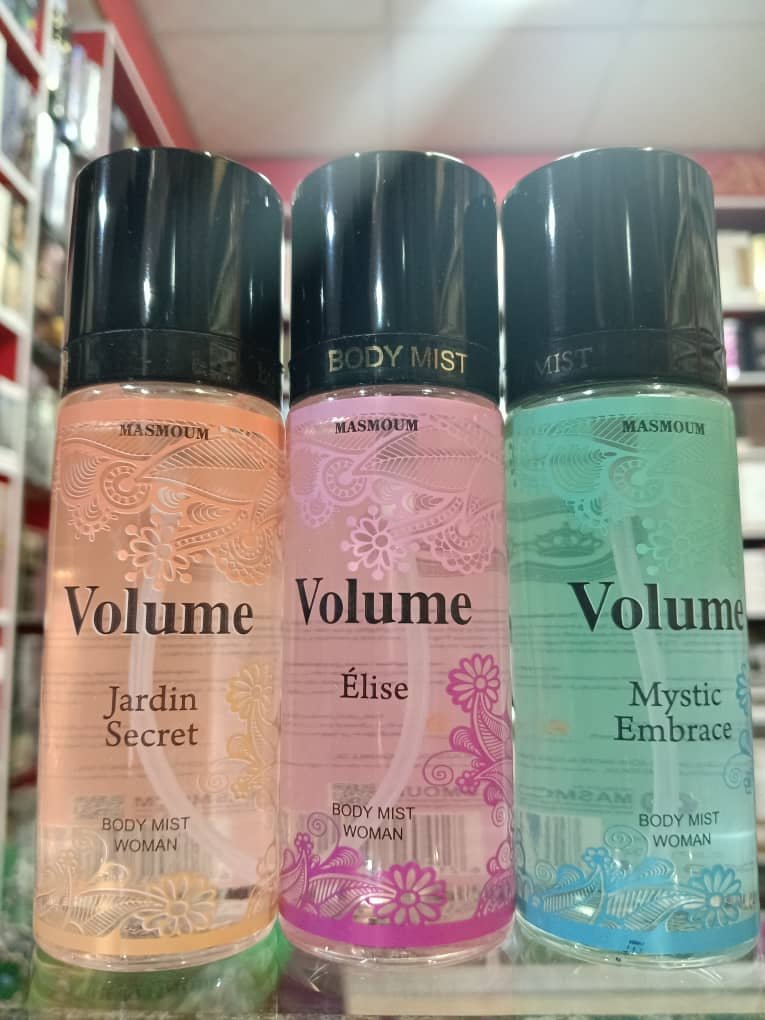 BODY MIST
MIST
MASMOUM
Volume
Jardin
Secret
BODY MIST
WOMAN
MASMOUM
Volume
Élise
BODY MIST
WOMAN
MASMOUM
Volume
Mystic
Embrace
BODY MIST
WOMAN